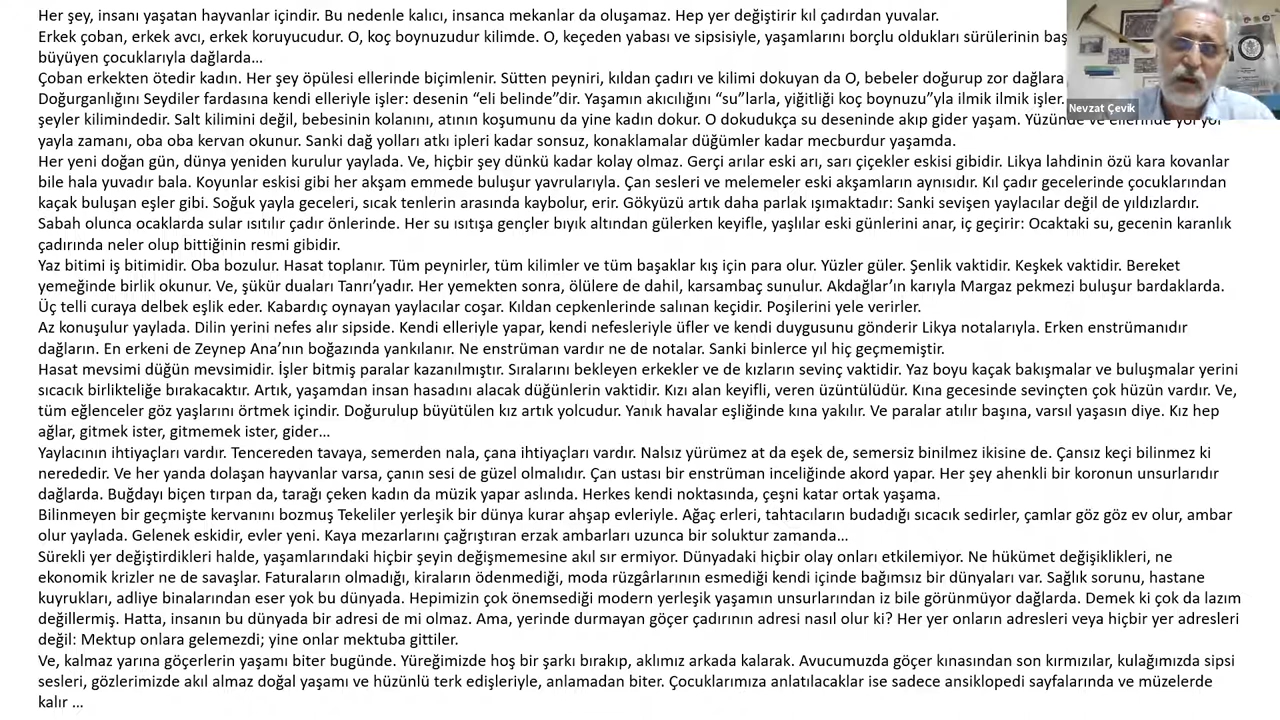 Her şey, insanı yaşatan hayvanlar içindir. Bu nedenle kalıcı, insanca mekanlar da oluşamaz. Hep yer değiştirir kıl çadırdan yuvalar.
Erkek çoban, erkek avcı, erkek koruyucudur. O, koç boynuzudur kilimde. O, keçeden yabası ve sipsisiyle, yaşamlarını borçlu oldukları sürülerinin baş
büyüyen çocuklarıyla dağlarda…
Çoban erkekten ötedir kadın. Her şey öpülesi ellerinde biçimlenir. Sütten peyniri, kıldan çadırı ve kilimi dokuyan da O, bebeler doğurup zor dağlara
Doğurganlığını Seydiler fardasına kendi elleriyle işler: desenin “eli belinde”dir. Yaşamın akıcılığını “su”larla, yiğitliği koç boynuzu”yla ilmik ilmik işler.
şeyler kilimindedir. Salt kilimini değil, bebesinin kolanını, atının koşumunu da yine kadın dokur. O dokudukça su deseninde akıp gider yaşam. Yüzünde ve ellerinde yol yol
yayla zamanı, oba oba kervan okunur. Sanki dağ yolları atkı ipleri kadar sonsuz, konaklamalar düğümler kadar mecburdur yaşamda.
Her yeni doğan gün, dünya yeniden kurulur yaylada. Ve, hiçbir şey dünkü kadar kolay olmaz. Gerçi arılar eski arı, sarı çiçekler eskisi gibidir. Likya lahdinin özü kara kovanlar
bile hala yuvadır bala. Koyunlar eskisi gibi her akşam emmede buluşur yavrularıyla. Çan sesleri ve melemeler eski akşamların aynısıdır. Kıl çadır gecelerinde çocuklarından
kaçak buluşan eşler gibi. Soğuk yayla geceleri, sıcak tenlerin arasında kaybolur, erir. Gökyüzü artık daha parlak ışımaktadır: Sanki sevişen yaylacılar değil de yıldızlardır.
Sabah olunca ocaklarda sular ısıtılır çadır önlerinde. Her su ısıtışa gençler bıyık altından gülerken keyifle, yaşlılar eski günlerini anar, iç geçirir: Ocaktaki su, gecenin karanlık
çadırında neler olup bittiğinin resmi gibidir.
Yaz bitimi iş bitimidir. Oba bozulur. Hasat toplanır. Tüm peynirler, tüm kilimler ve tüm başaklar kış için para olur. Yüzler güler. Şenlik vaktidir. Keşkek vaktidir. Bereket
yemeğinde birlik okunur. Ve, şükür duaları Tanrı’yadır. Her yemekten sonra, ölülere de dahil, karsambaç sunulur. Akdağlar’ın karıyla Margaz pekmezi buluşur bardaklarda.
Üç telli curaya delbek eşlik eder. Kabardıç oynayan yaylacılar coşar. Kıldan cepkenlerinde salınan keçidir. Poşilerini yele verirler.
Az konuşulur yaylada. Dilin yerini nefes alır sipside. Kendi elleriyle yapar, kendi nefesleriyle üfler ve kendi duygusunu gönderir Likya notalarıyla. Erken enstrümanıdır
dağların. En erkeni de Zeynep Ana’nın boğazında yankılanır. Ne enstrüman vardır ne de notalar. Sanki binlerce yıl hiç geçmemiştir.
Hasat mevsimi düğün mevsimidir. İşler bitmiş paralar kazanılmıştır. Sıralarını bekleyen erkekler ve de kızların sevinç vaktidir. Yaz boyu kaçak bakışmalar ve buluşmalar yerini
sıcacık birlikteliğe bırakacaktır. Artık, yaşamdan insan hasadını alacak düğünlerin vaktidir. Kızı alan keyifli, veren üzüntülüdür. Kına gecesinde sevinçten çok hüzün vardır. Ve,
tüm eğlenceler göz yaşlarını örtmek içindir. Doğurulup büyütülen kız artık yolcudur. Yanık havalar eşliğinde kına yakılır. Ve paralar atılır başına, varsıl yaşasın diye. Kız hep
ağlar, gitmek ister, gitmemek ister, gider…
Yaylacının ihtiyaçları vardır. Tencereden tavaya, semerden nala, çana ihtiyaçları vardır. Nalsız yürümez at da eşek de, semersiz binilmez ikisine de. Çansız keçi bilinmez ki
nerededir. Ve her yanda dolaşan hayvanlar varsa, çanın sesi de güzel olmalıdır. Çan ustası bir enstrüman inceliğinde akord yapar. Her şey ahenkli bir koronun unsurlarıdır
dağlarda. Buğdayı biçen tırpan da, tarağı çeken kadın da müzik yapar aslında. Herkes kendi noktasında, çeşni katar ortak yaşama.
Bilinmeyen bir geçmişte kervanını bozmuş Tekeliler yerleşik bir dünya kurar ahşap evleriyle. Ağaç erleri, tahtacıların budadığı sıcacık sedirler, çamlar göz göz ev olur, ambar
olur yaylada. Gelenek eskidir, evler yeni. Kaya mezarlarını çağrıştıran erzak ambarları uzunca bir soluktur zamanda…
Sürekli yer değiştirdikleri halde, yaşamlarındaki hiçbir şeyin değişmemesine akıl sır ermiyor. Dünyadaki hiçbir olay onları etkilemiyor. Ne hükümet değişiklikleri, ne
ekonomik krizler ne de savaşlar. Faturaların olmadığı, kiraların ödenmediği, moda rüzgârlarının esmediği kendi içinde bağımsız bir dünyaları var. Sağlık sorunu, hastane
kuyrukları, adliye binalarından eser yok bu dünyada. Hepimizin çok önemsediği modern yerleşik yaşamın unsurlarından iz bile görünmüyor dağlarda. Demek ki çok da lazım
değillermiş. Hatta, insanın bu dünyada bir adresi de mi olmaz. Ama, yerinde durmayan göçer çadırının adresi nasıl olur ki? Her yer onların adresleri veya hiçbir yer adresleri
değil: Mektup onlara gelemezdi; yine onlar mektuba gittiler.
Ve, kalmaz yarına göçerlerin yaşamı biter bugünde. Yüreğimizde hoş bir şarkı bırakıp, aklımız arkada kalarak. Avucumuzda göçer kınasından son kırmızılar, kulağımızda sipsi
sesleri, gözlerimizde akıl almaz doğal yaşamı ve hüzünlü terk edişleriyle, anlamadan biter. Çocuklarımıza anlatılacaklar ise sadece ansiklopedi sayfalarında ve müzelerde
kalır …
Nevzat Çevik